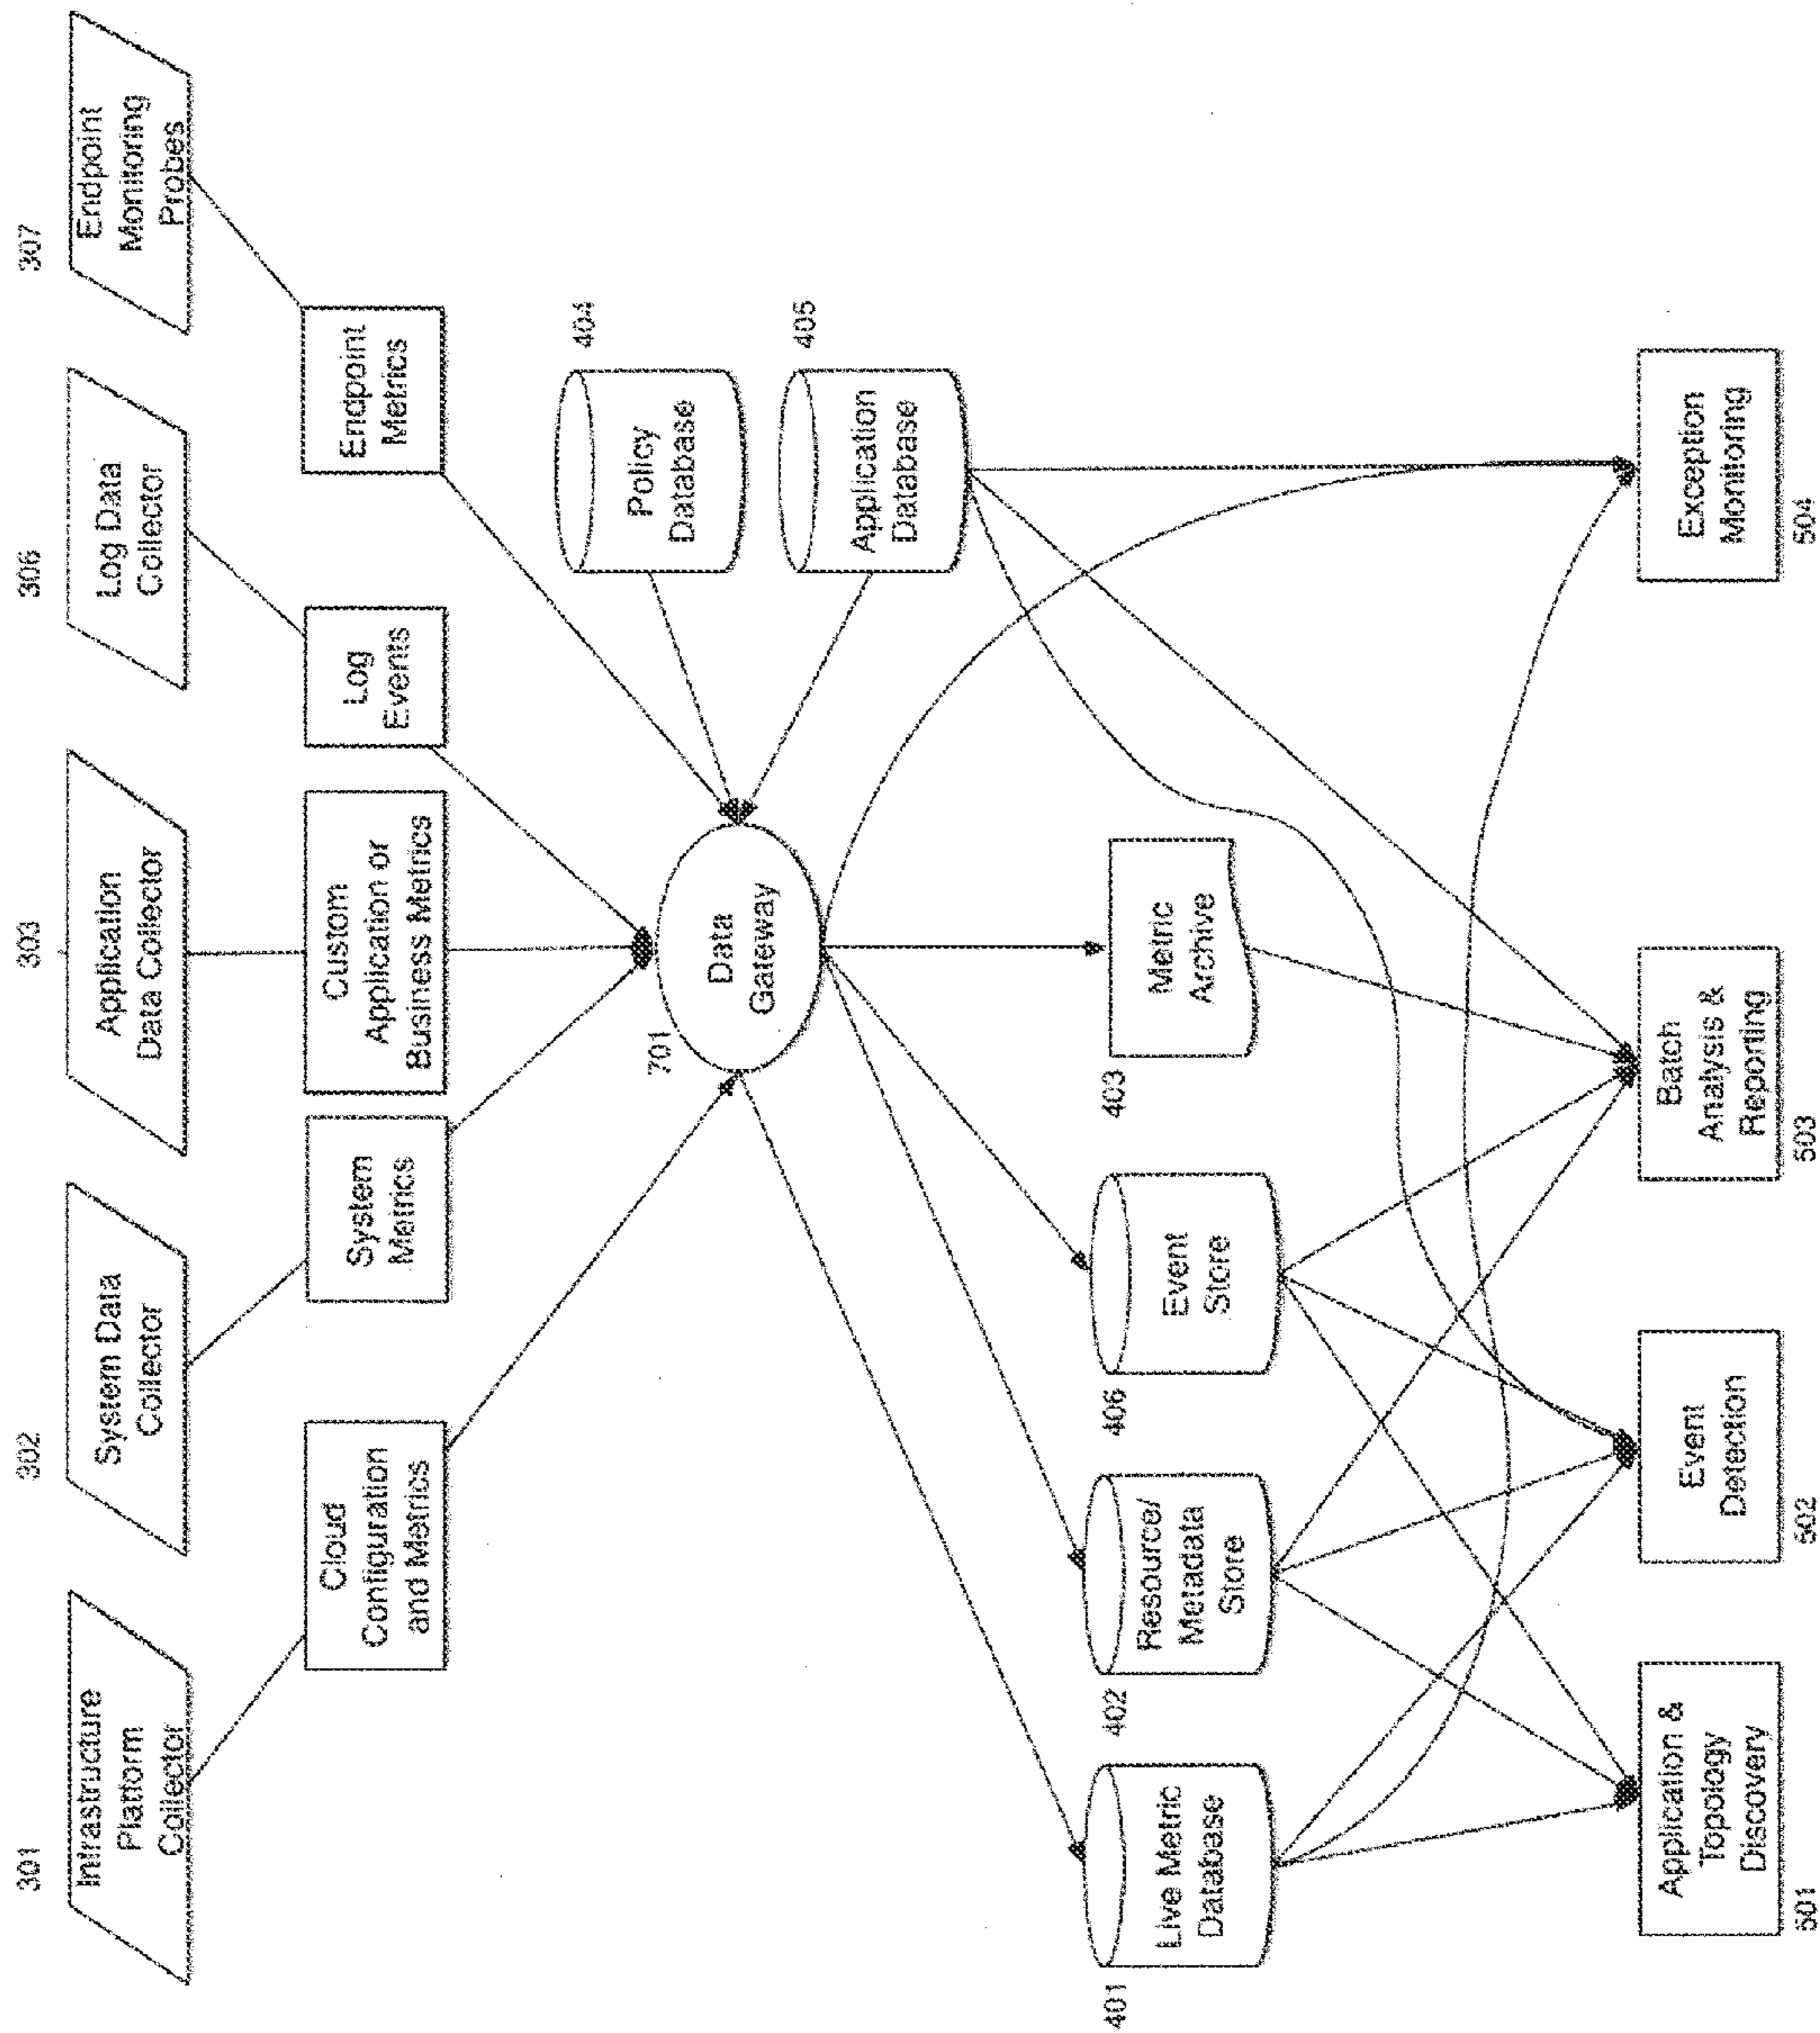 301
Infrastructure
Platform
Collector
302
System Data
Collector
303
Application
Data Collector
306
Log Data
Collector
307
Endpoint
Monitoring
Probes
Cloud
Configuration
and Metrics
System
Metrics
Custom
Application or
Business Metrics
Log
Events
Endpoint
Metrics
701
Data
Gateway
Policy
Database
404
Application
Database
405
401
Live Metric
Database
402
Resource/
Metadata
Store
406
Event
Store
403
Metric
Archive
Application &
Topology
Discovery
501
Event
Detection
502
Batch
Analysis &
Reporting
503
Exception
Monitoring
504